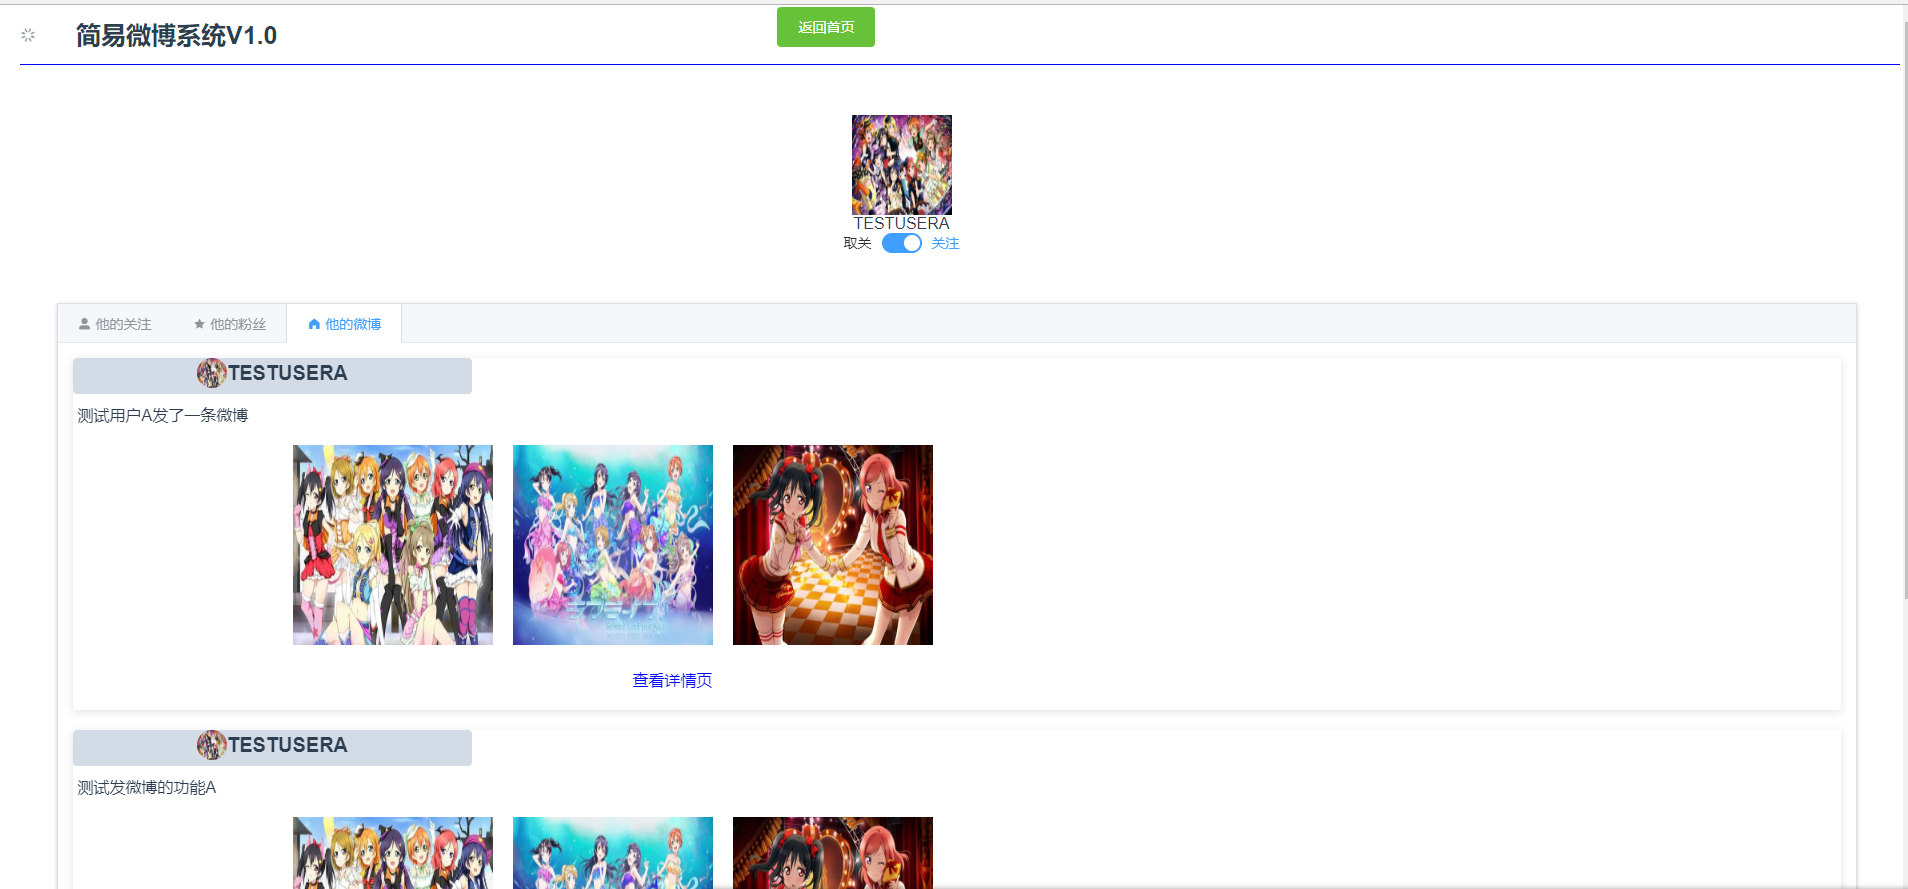 简易微博系统V1.0
返回首页
TESTUSERA
取关 关注
他的关注 他的粉丝 他的微博
TESTUSERA
测试用户A发了一条微博
查看详情页
TESTUSERA
测试发微博的功能A